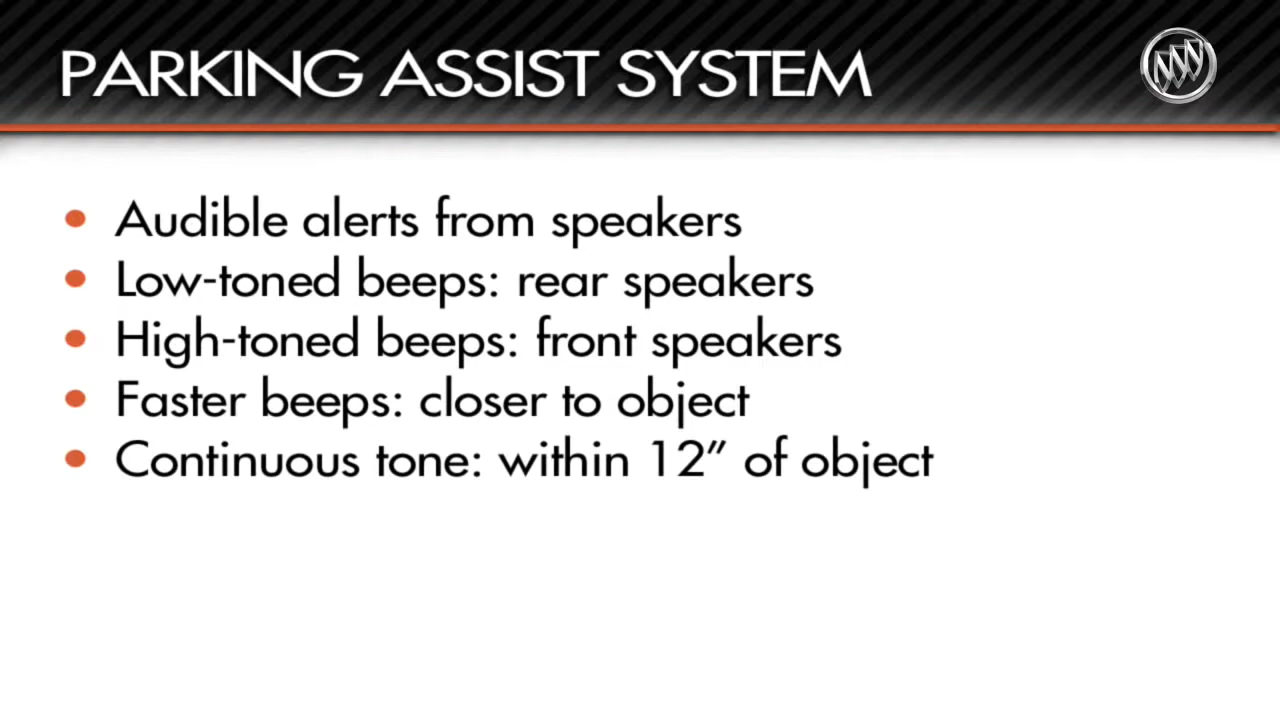 PARKING ASSIST SYSTEM
• Audible alerts from speakers
• Low-toned beeps: rear speakers
• High-toned beeps: front speakers
• Faster beeps: closer to object
• Continuous tone: within 12” of object